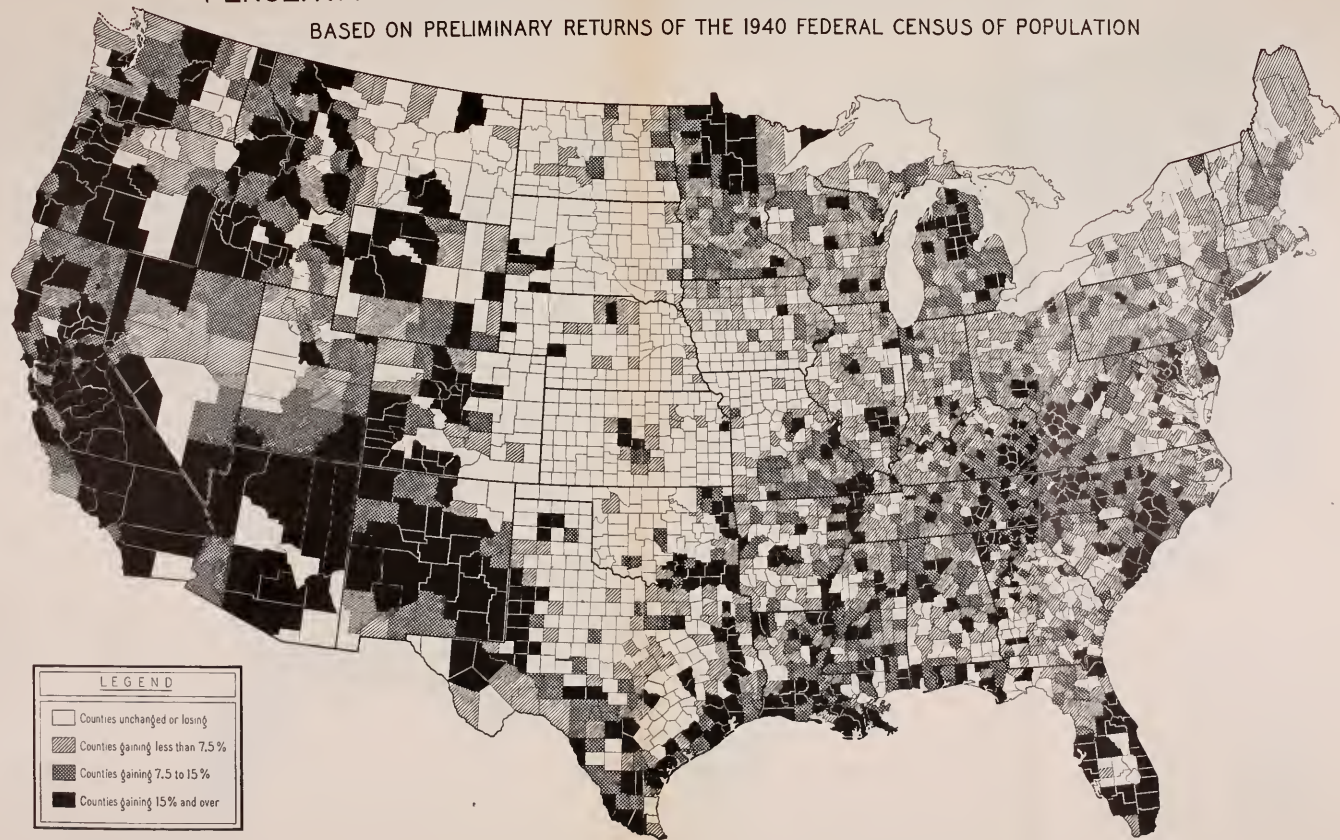 BASED ON PRELIMINARY RETURNS OF THE 1940 FEDERAL CENSUS OF POPULATION
LEGEND
Counties unchanged or losing
Counties gaining less than 7.5%
Counties gaining 7.5 to 15%
Counties gaining 15% and over